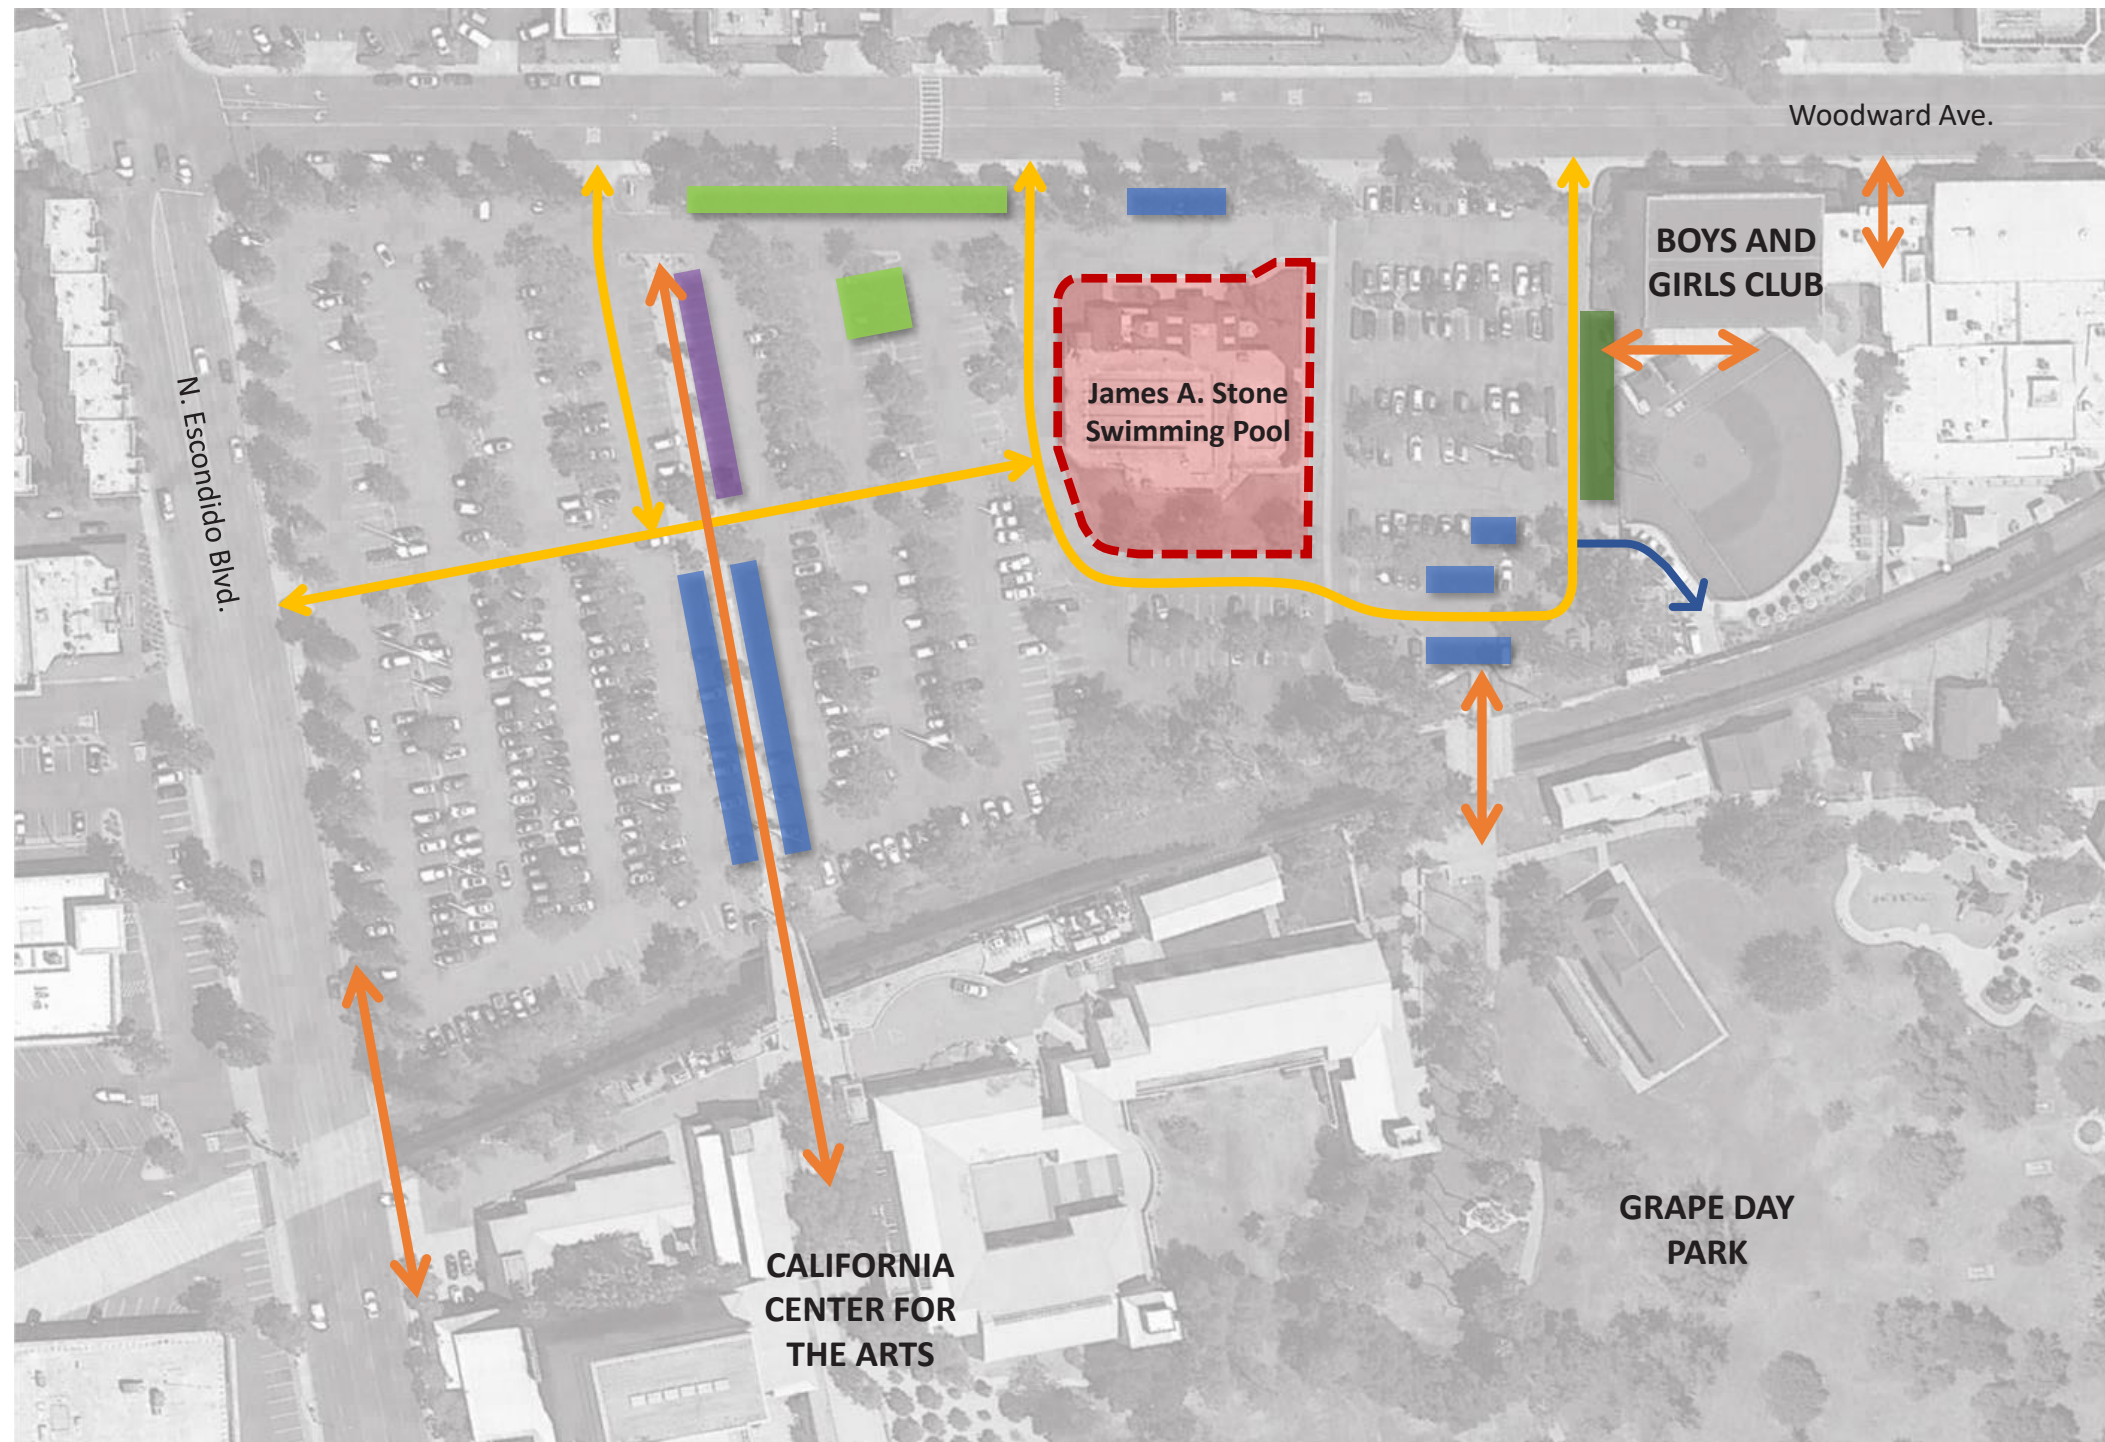 Woodward Ave.
BOYS AND
GIRLS CLUB
James A. Stone
Swimming Pool
N. Escondido Blvd.
GRAPE DAY
PARK
CALIFORNIA
CENTER FOR
THE ARTS